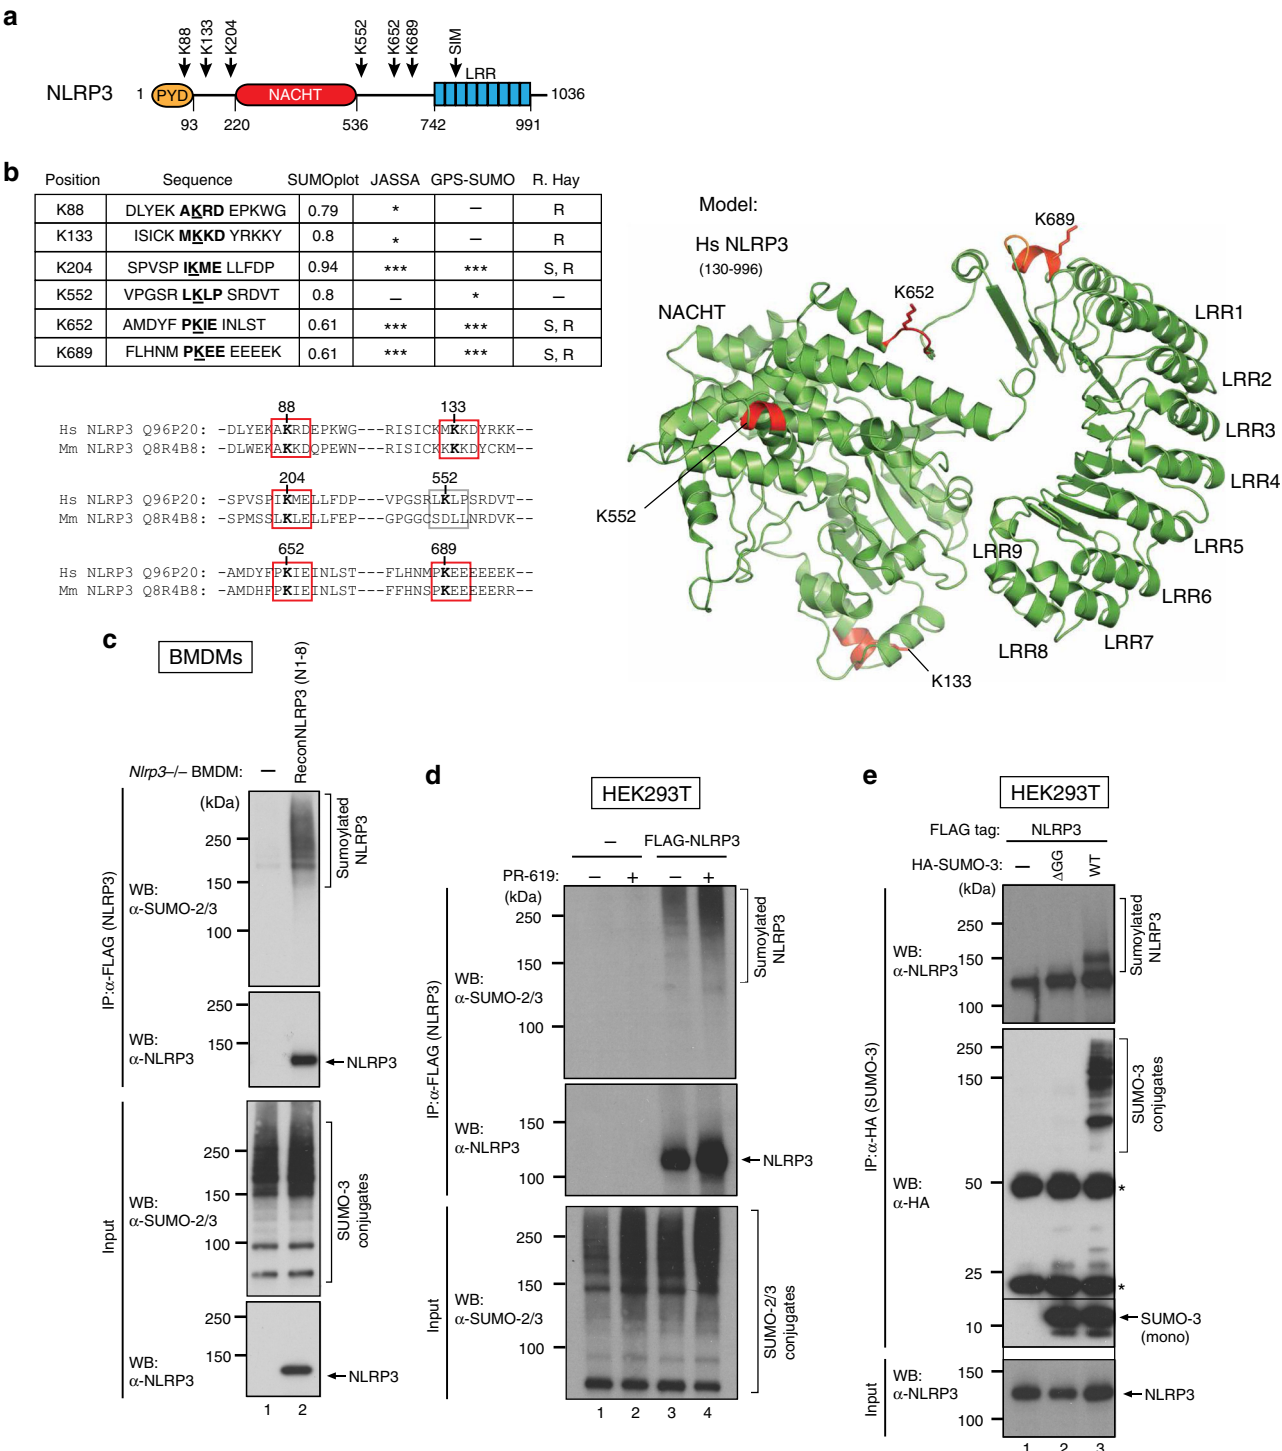 a
K88 K133 K204 K552 K652 K689 SIM
LRR
NLRP3 1 PYD NACHT 1036
93 220 536 742 991
b
Position Sequence SUMOplot JASSA GPS-SUMO R. Hay
K88 DLYEK AKRD EPKWG 0.79 * – R
K133 ISICK MKKD YRKKY 0.8 * – R
K204 SPVSP IKME LLFDP 0.94 *** *** S, R
K552 VPGSR LKLP SRDVT 0.8 – * –
K652 AMDYF PKIE INLST 0.61 *** *** S, R
K689 FLHNM PKEE EEEEK 0.61 *** *** S, R
88 133
Hs NLRP3 Q96P20: -DLYEKAKRDEPKWG---RISICKMKKDYRKK--
Mm NLRP3 Q8R4B8: -DLWEKAKKDQPEWN---RISICKKKKDYCKM--
204 552
Hs NLRP3 Q96P20: -SPVSPIKMELLFDP---VPGSRLKLPSRDVT--
Mm NLRP3 Q8R4B8: -SPMSSLKLELLFEP---GPGGCSDLLNRDVK--
652 689
Hs NLRP3 Q96P20: -AMDYFPKIEINLST---FLHNMPKEEEEEEK--
Mm NLRP3 Q8R4B8: -AMDHFPKIEINLST---FFHNSPKEEEEERR--
Model:
Hs NLRP3
(130-996)
NACHT
K689
K652
K552
K133
LRR1
LRR2
LRR3
LRR4
LRR5
LRR6
LRR7
LRR8
LRR9
c
BMDMs
Nlrp3–/– BMDM: – ReconNLRP3 (N1-8)
(kDa)
IP:α-FLAG (NLRP3)
WB:
α-SUMO-2/3
250
150
100
Sumoylated
NLRP3
WB:
α-NLRP3
250
150
NLRP3
Input
WB:
α-SUMO-2/3
250
150
100
SUMO-3
conjugates
WB:
α-NLRP3
250
150
NLRP3
1 2
d
HEK293T
– FLAG-NLRP3
PR-619: – + – +
(kDa)
IP:α-FLAG (NLRP3)
WB:
α-SUMO-2/3
250
150
100
Sumoylated
NLRP3
WB:
α-NLRP3
150
100
NLRP3
Input
WB:
α-SUMO-2/3
250
150
100
SUMO-2/3
conjugates
1 2 3 4
e
HEK293T
FLAG tag: NLRP3
HA-SUMO-3: – ΔGG WT
(kDa)
IP:α-HA (SUMO-3)
WB:
α-NLRP3
250
150
100
Sumoylated
NLRP3
WB:
α-HA
250
150
50
25
10
SUMO-3
conjugates
*
*
SUMO-3
(mono)
Input
WB:
α-NLRP3
150
100
NLRP3
1 2 3